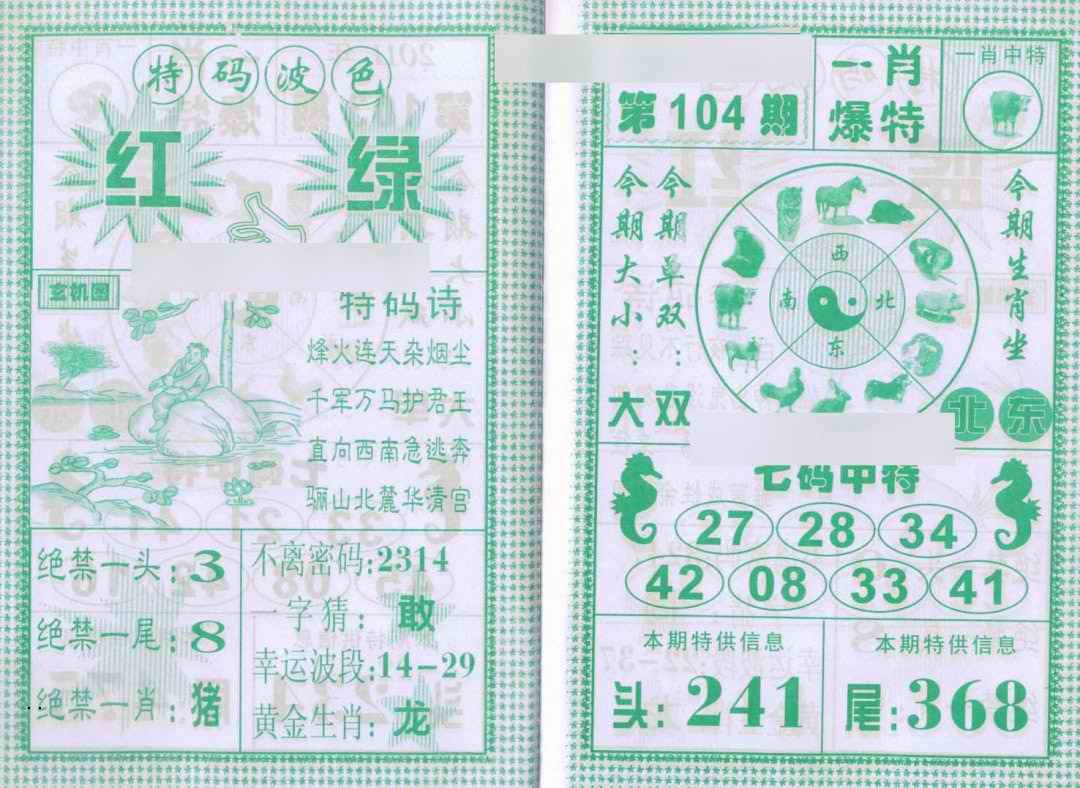 特码波色
红 绿
玄机图
特码诗
烽火连天杂烟尘
千军万马护君王
直向西南急逃奔
骊山北麓华清宫
绝禁一头:3
绝禁一尾:8
绝禁一肖:猪
不离密码:2314
一字猜:敢
幸运波段:14-29
黄金生肖:龙
第104期
一肖
爆特
一肖中特
今期大小:大
今期单双:双
西
南 北
东
今期生肖坐
北 东
七码中特
27 28 34
42 08 33 41
本期特供信息
头:241
本期特供信息
尾:368